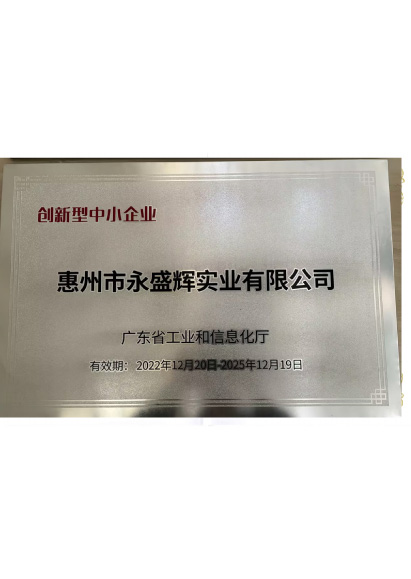 创新型中小企业
惠州市永盛辉实业有限公司
广东省工业和信息化厅
有效期: 2022年12月20日-2025年12月19日